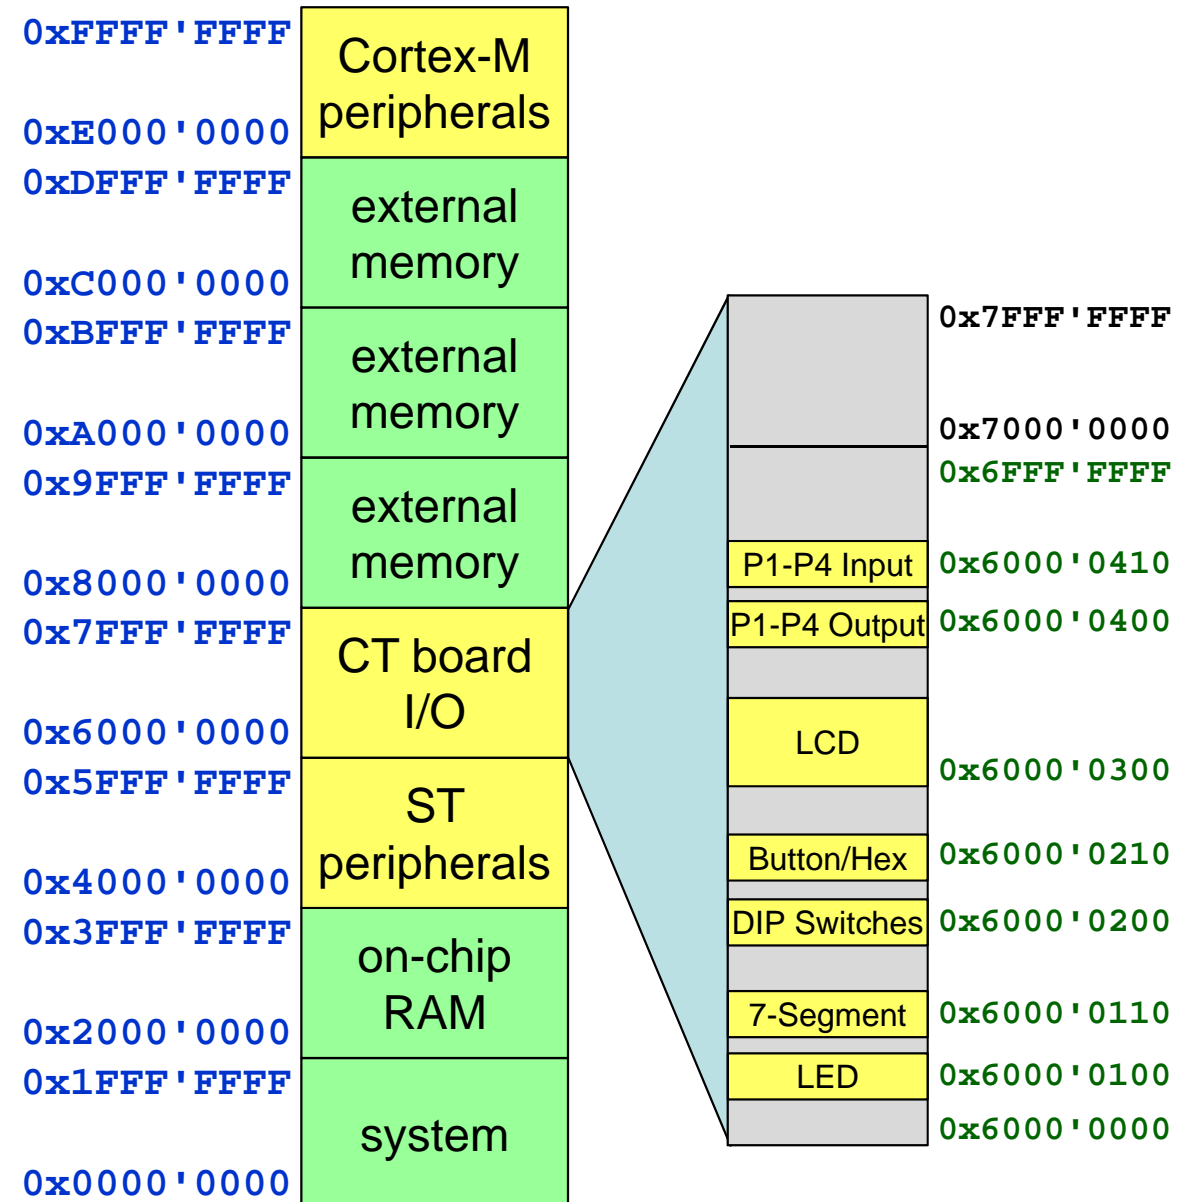 0xFFFF'FFFF
Cortex-M
peripherals
0xE000'0000
0xDFFF'FFFF
external
memory
0xC000'0000
0xBFFF'FFFF
external
memory
0xA000'0000
0x9FFF'FFFF
external
memory
0x8000'0000
0x7FFF'FFFF
CT board
I/O
0x6000'0000
0x5FFF'FFFF
ST
peripherals
0x4000'0000
0x3FFF'FFFF
on-chip
RAM
0x2000'0000
0x1FFF'FFFF
system
0x0000'0000
0x7FFF'FFFF
0x7000'0000
0x6FFF'FFFF
P1-P4 Input 0x6000'0410
P1-P4 Output 0x6000'0400
LCD
0x6000'0300
Button/Hex 0x6000'0210
DIP Switches 0x6000'0200
7-Segment 0x6000'0110
LED 0x6000'0100
0x6000'0000